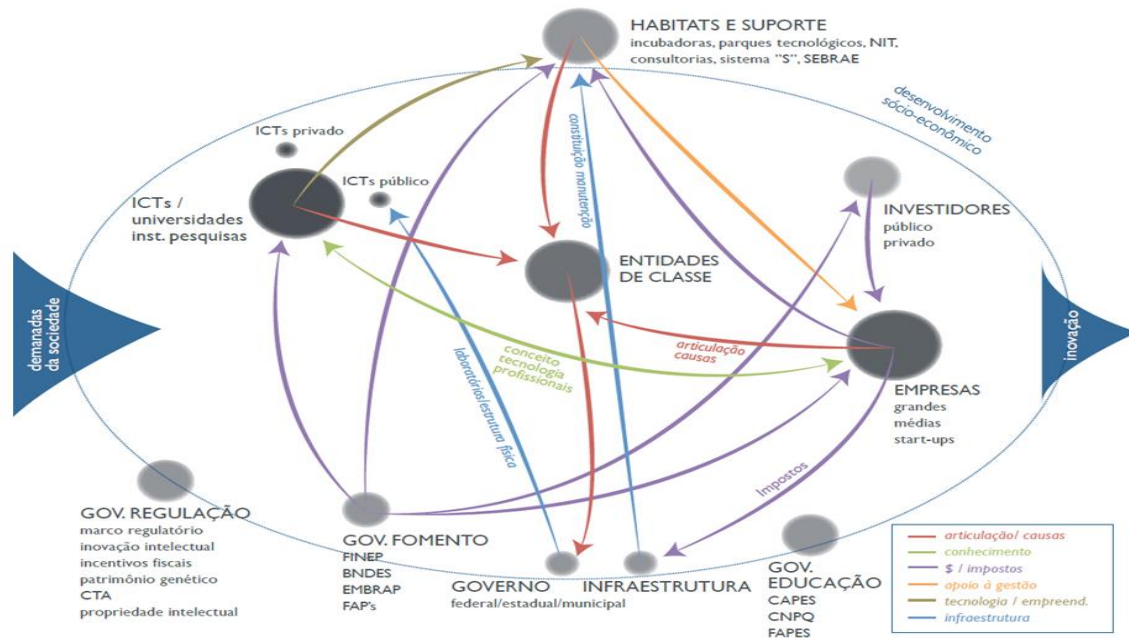 HABITATS E SUPORTE
incubadoras, parques tecnológicos, NIT,
consultorias, sistema "S", SEBRAE
desenvolvimento
sócio-econômico
ICTs privado
ICTs público
ICTs /
universidades
inst. pesquisas
constituição manutenção
INVESTIDORES
público
privado
ENTIDADES
DE CLASSE
demanadas
da sociedade
inovação
articulação
causas
conceito
tecnologia
profissionais
laboratórios/estrutura física
EMPRESAS
grandes
médias
start-ups
Impostos
GOV. REGULAÇÃO
marco regulatório
inovação intelectual
incentivos fiscais
patrimônio genético
CTA
propriedade intelectual
GOV. FOMENTO
FINEP
BNDES
EMBRAP
FAP's
GOVERNO
federal/estadual/municipal
INFRAESTRUTURA
GOV.
EDUCAÇÃO
CAPES
CNPQ
FAPES
articulação/ causas
conhecimento
$ / impostos
apoio à gestão
tecnologia / empreend.
infraestrutura